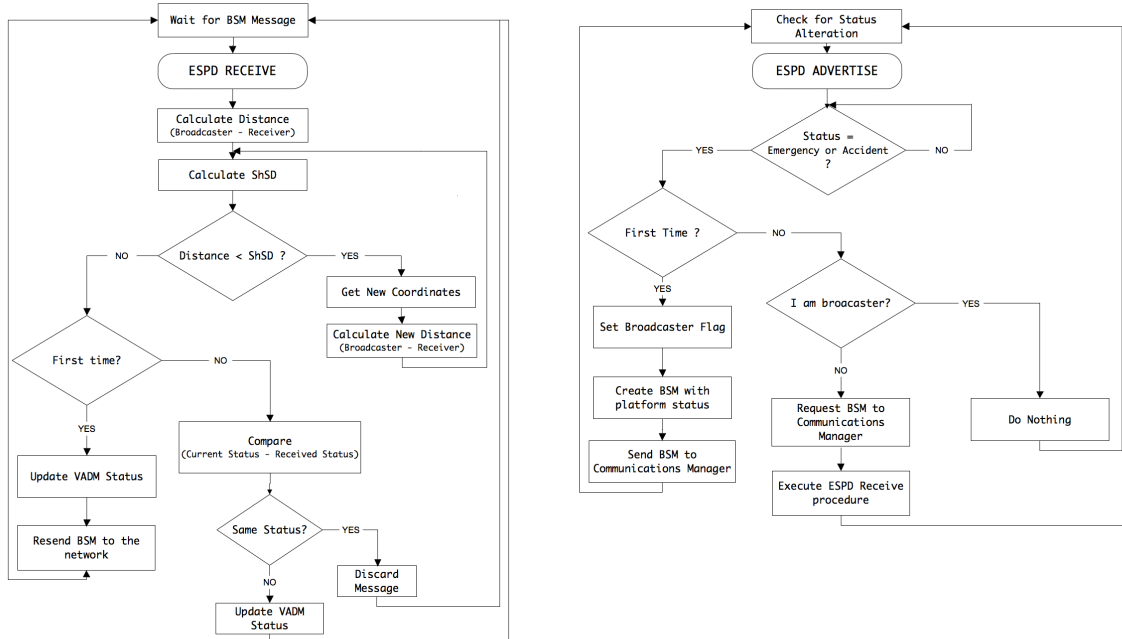 Wait for BSM Message
ESPD RECEIVE
Calculate Distance
(Broadcaster - Receiver)
Calculate ShSD
Distance < ShSD ?
NO
YES
Get New Coordinates
Calculate New Distance
(Broadcaster - Receiver)
First time?
NO
YES
Update VADM Status
Resend BSM to the
network
Compare
(Current Status - Received Status)
Same Status?
YES
NO
Discard
Message
Update VADM
Status
Check for Status
Alteration
ESPD ADVERTISE
Status =
Emergency or Accident
?
YES
NO
First Time ?
NO
YES
Set Broadcaster Flag
Create BSM with
platform status
Send BSM to
Communications Manager
I am broacaster?
YES
NO
Request BSM to
Communications
Manager
Execute ESPD Receive
procedure
Do Nothing